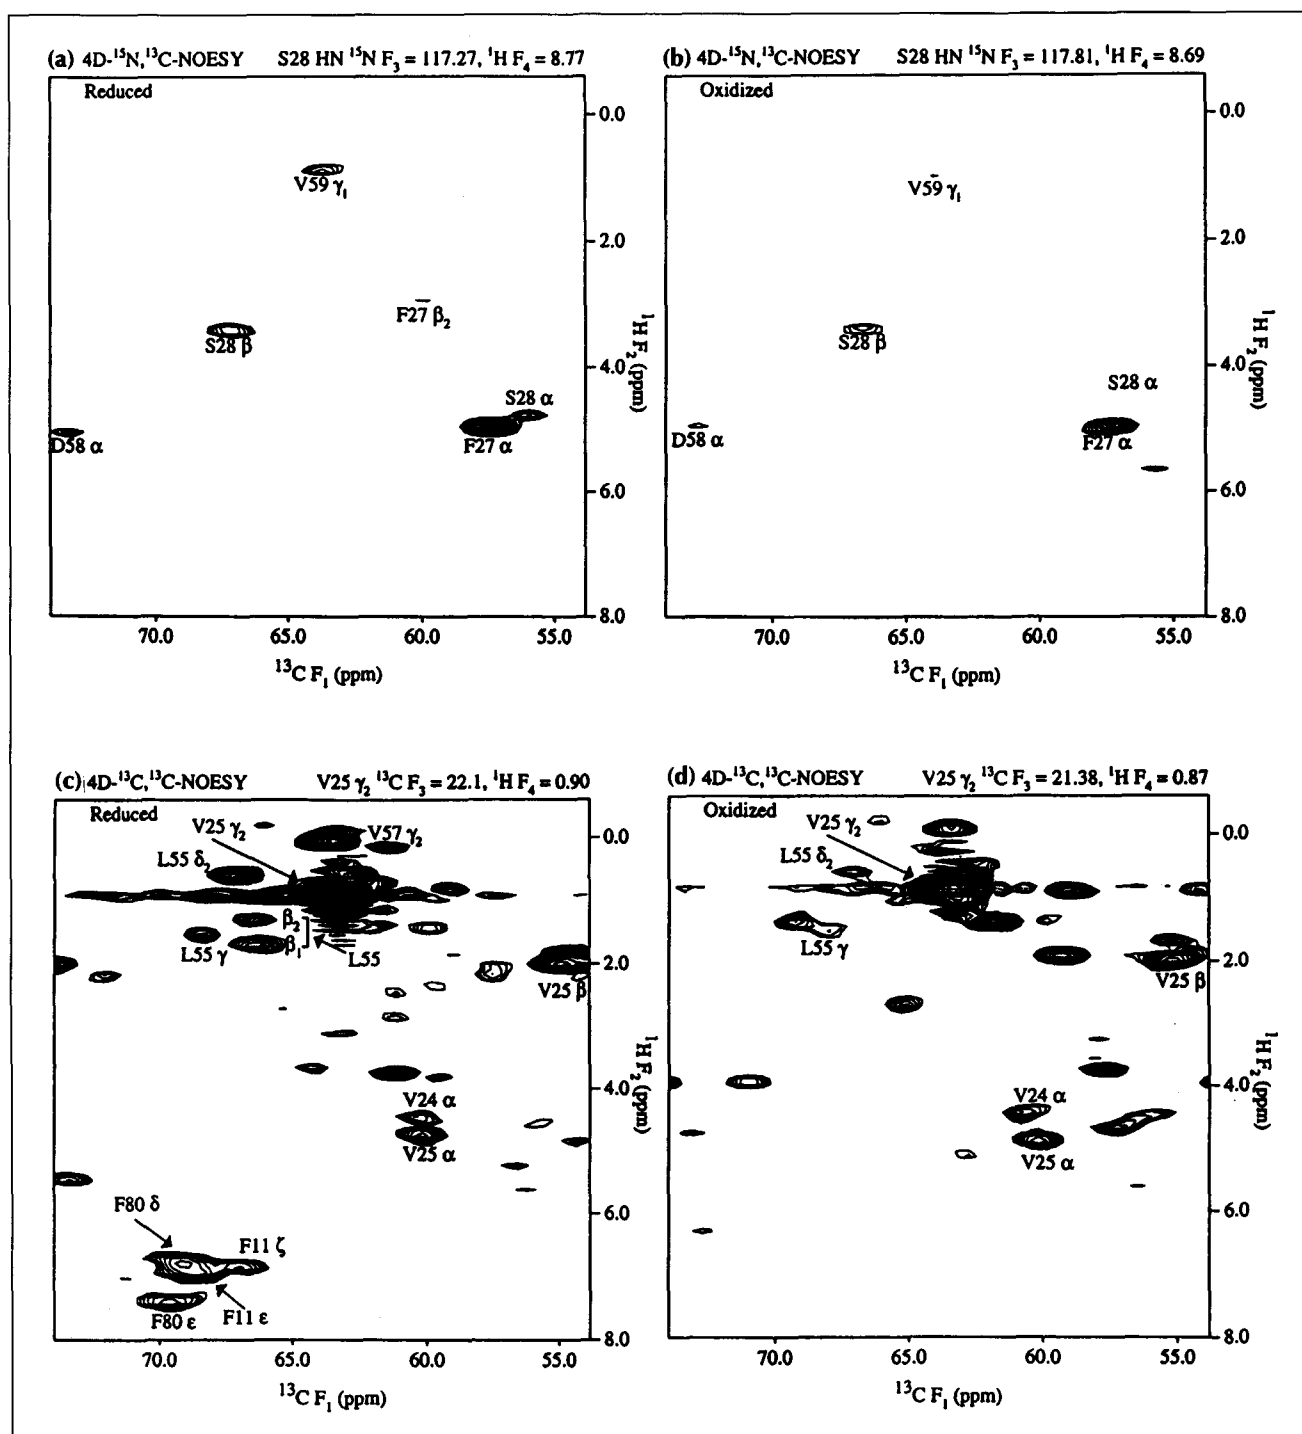 (a) 4D-¹⁵N,¹³C-NOESY S28 HN ¹⁵N F₃ = 117.27, ¹H F₄ = 8.77
Reduced
V59 γ₁
F27 β₂
S28 β
S28 α
D58 α
F27 α
0.0
2.0
4.0
6.0
8.0
¹H F₂ (ppm)
70.0 65.0 60.0 55.0
¹³C F₁ (ppm)
(b) 4D-¹⁵N,¹³C-NOESY S28 HN ¹⁵N F₃ = 117.81, ¹H F₄ = 8.69
Oxidized
V59 γ₁
S28 β
S28 α
D58 α
F27 α
0.0
2.0
4.0
6.0
8.0
¹H F₂ (ppm)
70.0 65.0 60.0 55.0
¹³C F₁ (ppm)
(c) 4D-¹³C,¹³C-NOESY V25 γ₂ ¹³C F₃ = 22.1, ¹H F₄ = 0.90
Reduced
V25 γ₂
V57 γ₂
L55 δ₂
β₂
β₁
L55 γ
L55
V25 β
V24 α
V25 α
F80 δ
F11 ζ
F80 ε
F11 ε
0.0
2.0
4.0
6.0
8.0
¹H F₂ (ppm)
70.0 65.0 60.0 55.0
¹³C F₁ (ppm)
(d) 4D-¹³C,¹³C-NOESY V25 γ₂ ¹³C F₃ = 21.38, ¹H F₄ = 0.87
Oxidized
V25 γ₂
L55 δ₂
L55 γ
V25 β
V24 α
V25 α
0.0
2.0
4.0
6.0
8.0
¹H F₂ (ppm)
70.0 65.0 60.0 55.0
¹³C F₁ (ppm)